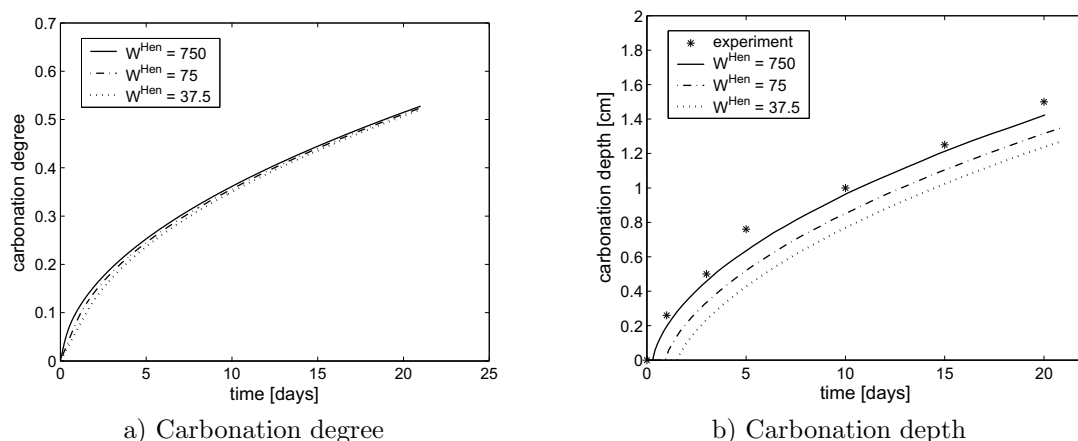 0.7
0.6
0.5
0.4
0.3
0.2
0.1
0
0
5
10
15
20
25
carbonation degree
time [days]
W^Hen = 750
W^Hen = 75
W^Hen = 37.5
a) Carbonation degree
2
1.8
1.6
1.4
1.2
1
0.8
0.6
0.4
0.2
0
0
5
10
15
20
carbonation depth [cm]
time [days]
experiment
W^Hen = 750
W^Hen = 75
W^Hen = 37.5
b) Carbonation depth